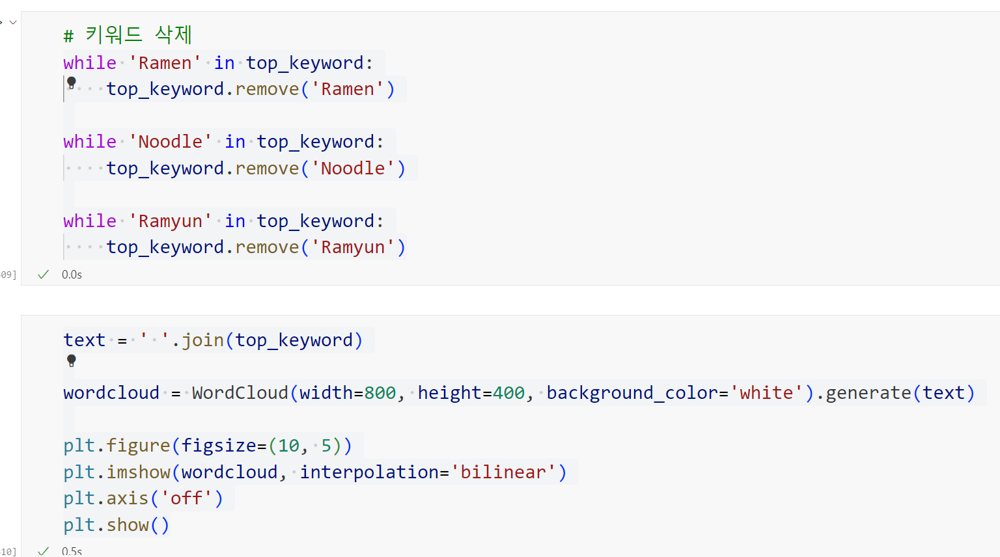 # 키워드 삭제
while 'Ramen' in top_keyword:
    top_keyword.remove('Ramen')
while 'Noodle' in top_keyword:
    top_keyword.remove('Noodle')
while 'Ramyun' in top_keyword:
    top_keyword.remove('Ramyun')
09]
0.0s
text = ' '.join(top_keyword)
wordcloud = WordCloud(width=800, height=400, background_color='white').generate(text)
plt.figure(figsize=(10, 5))
plt.imshow(wordcloud, interpolation='bilinear')
plt.axis('off')
plt.show()
10]
0.5s